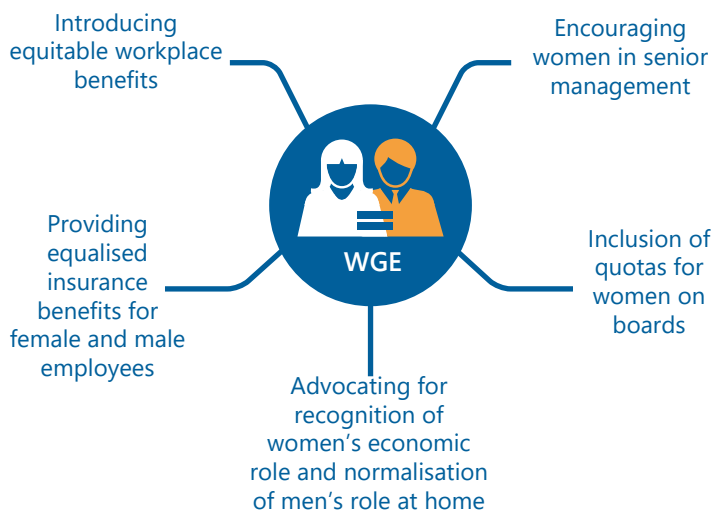 Introducing
equitable workplace
benefits
Encouraging
women in senior
management
WGE
Providing
equalised
insurance
benefits for
female and male
employees
Inclusion of
quotas for
women on
boards
Advocating for
recognition of
women’s economic
role and normalisation
of men’s role at home